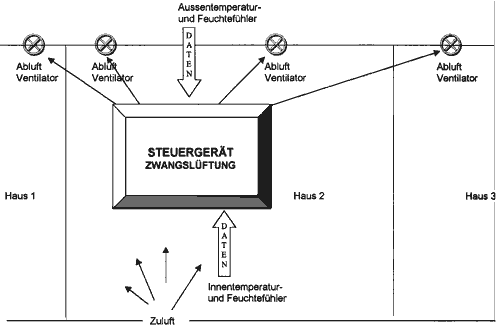 Aussentemperatur-
und Feuchtefühler
DATEN
Abluft
Ventilator
Abluft
Ventilator
Abluft
Ventilator
Abluft
Ventilator
STEUERGERÄT
ZWANGSLÜFTUNG
Haus 1
Haus 2
Haus 3
DATEN
Innentemperatur-
und Feuchtefühler
Zuluft